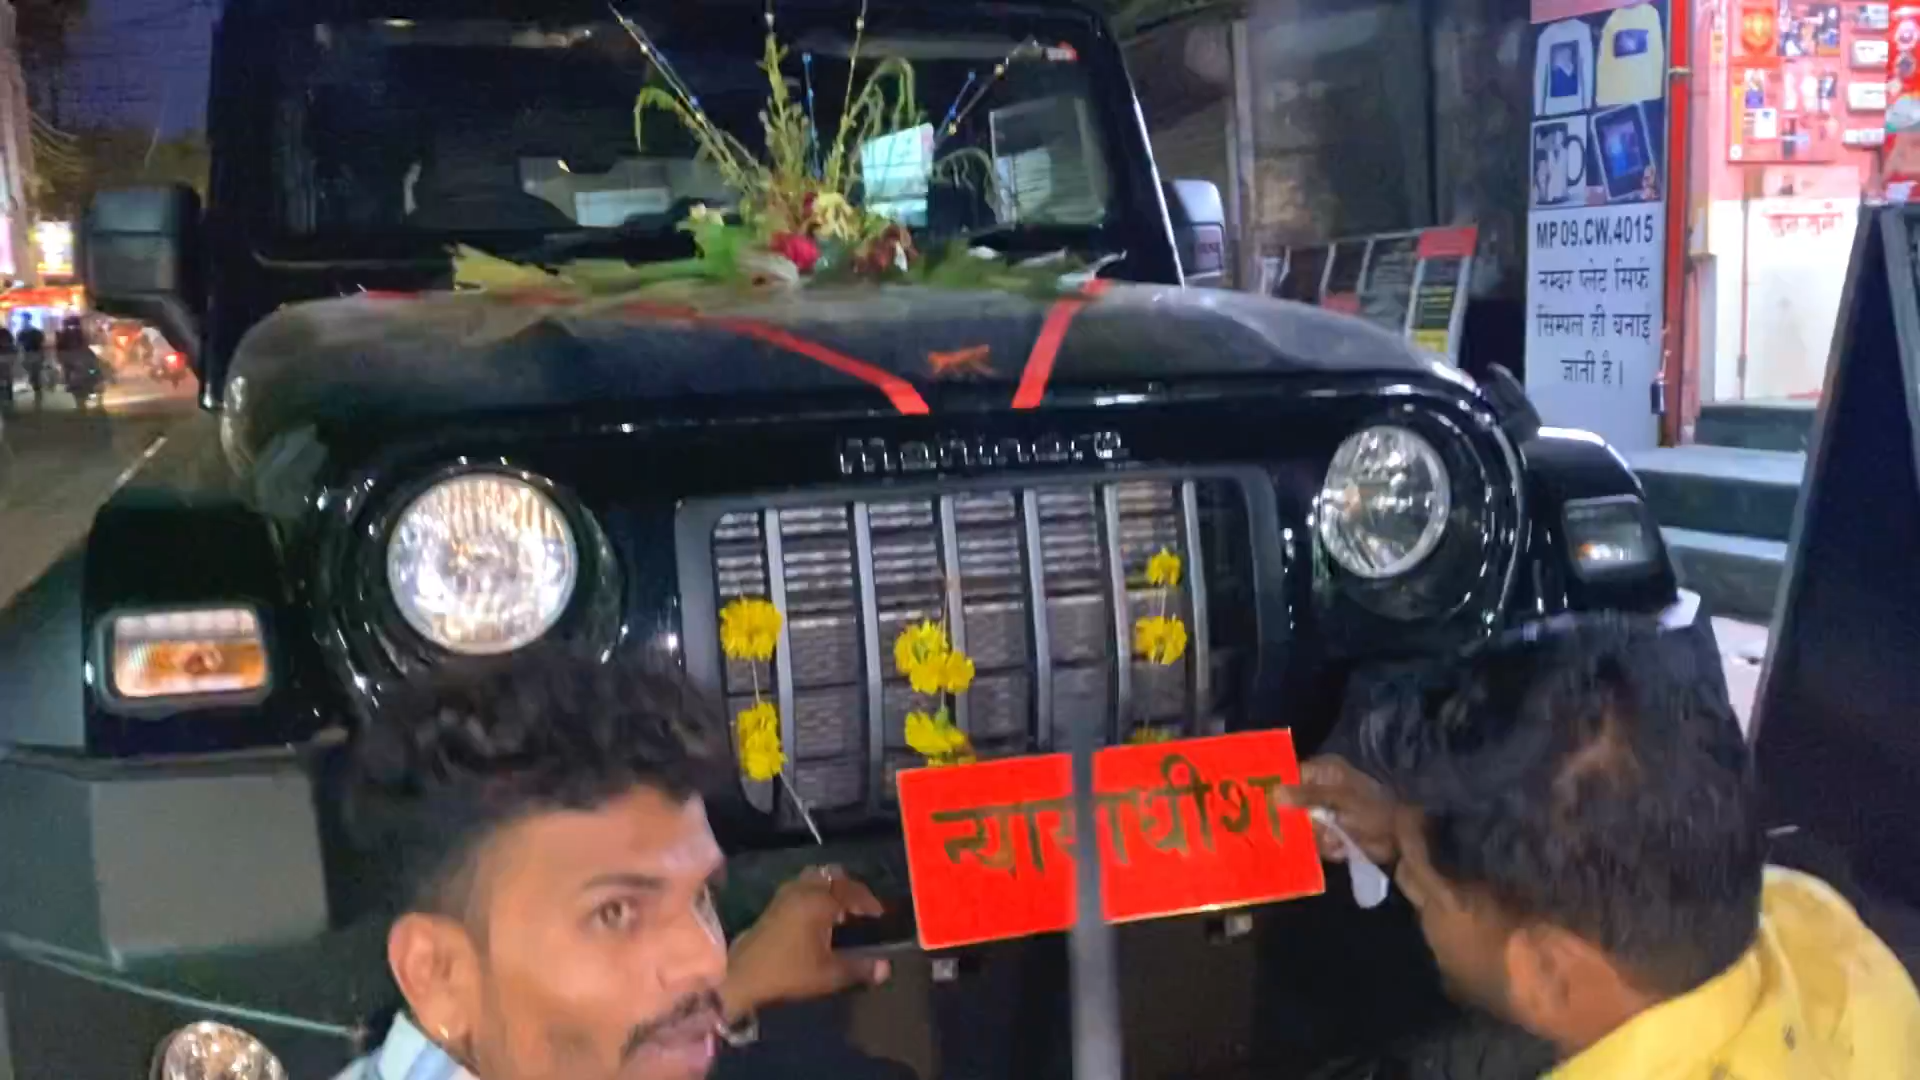 MP09.CW.4015
नम्बर प्लेट सिर्फ
सिम्पल ही बनाई
जाती है।
Mahindra
न्यायाधीश